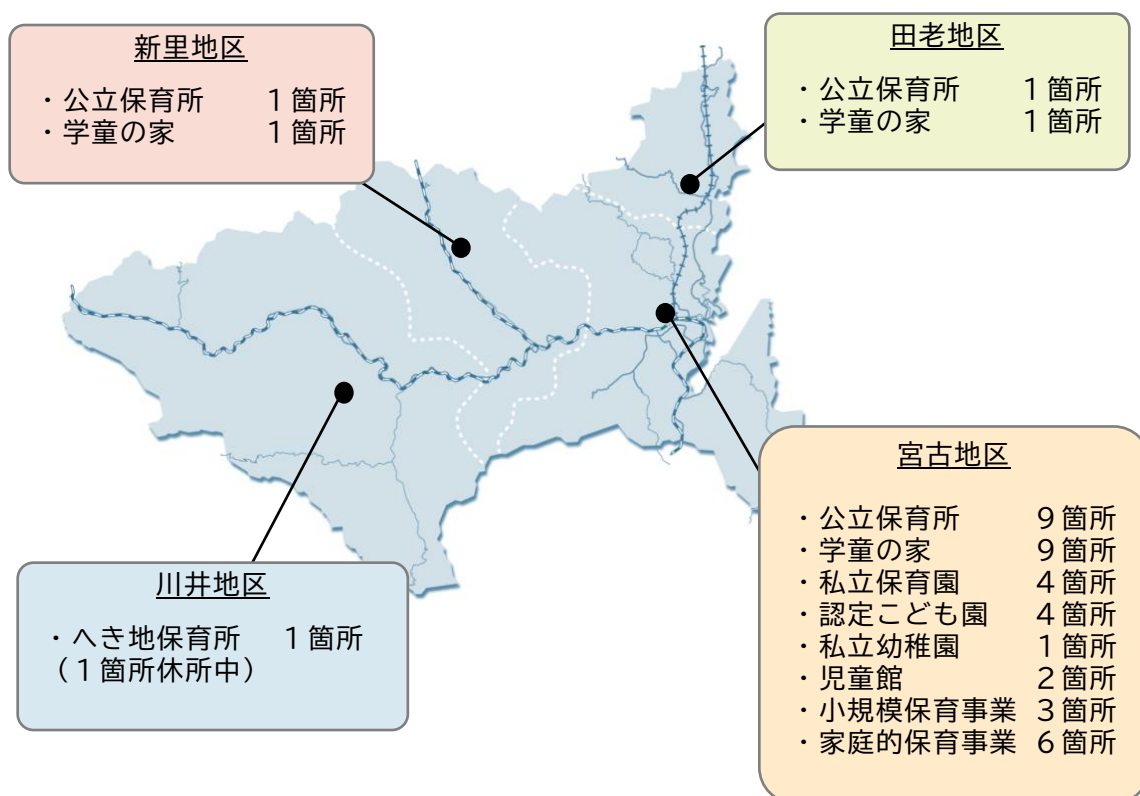 新里地区
・公立保育所　　１箇所
・学童の家　　　１箇所
田老地区
・公立保育所　　１箇所
・学童の家　　　１箇所
川井地区
・へき地保育所　１箇所
（１箇所休所中）
宮古地区
・公立保育所　　９箇所
・学童の家　　　９箇所
・私立保育園　　４箇所
・認定こども園　４箇所
・私立幼稚園　　１箇所
・児童館　　　　２箇所
・小規模保育事業 ３箇所
・家庭的保育事業 ６箇所